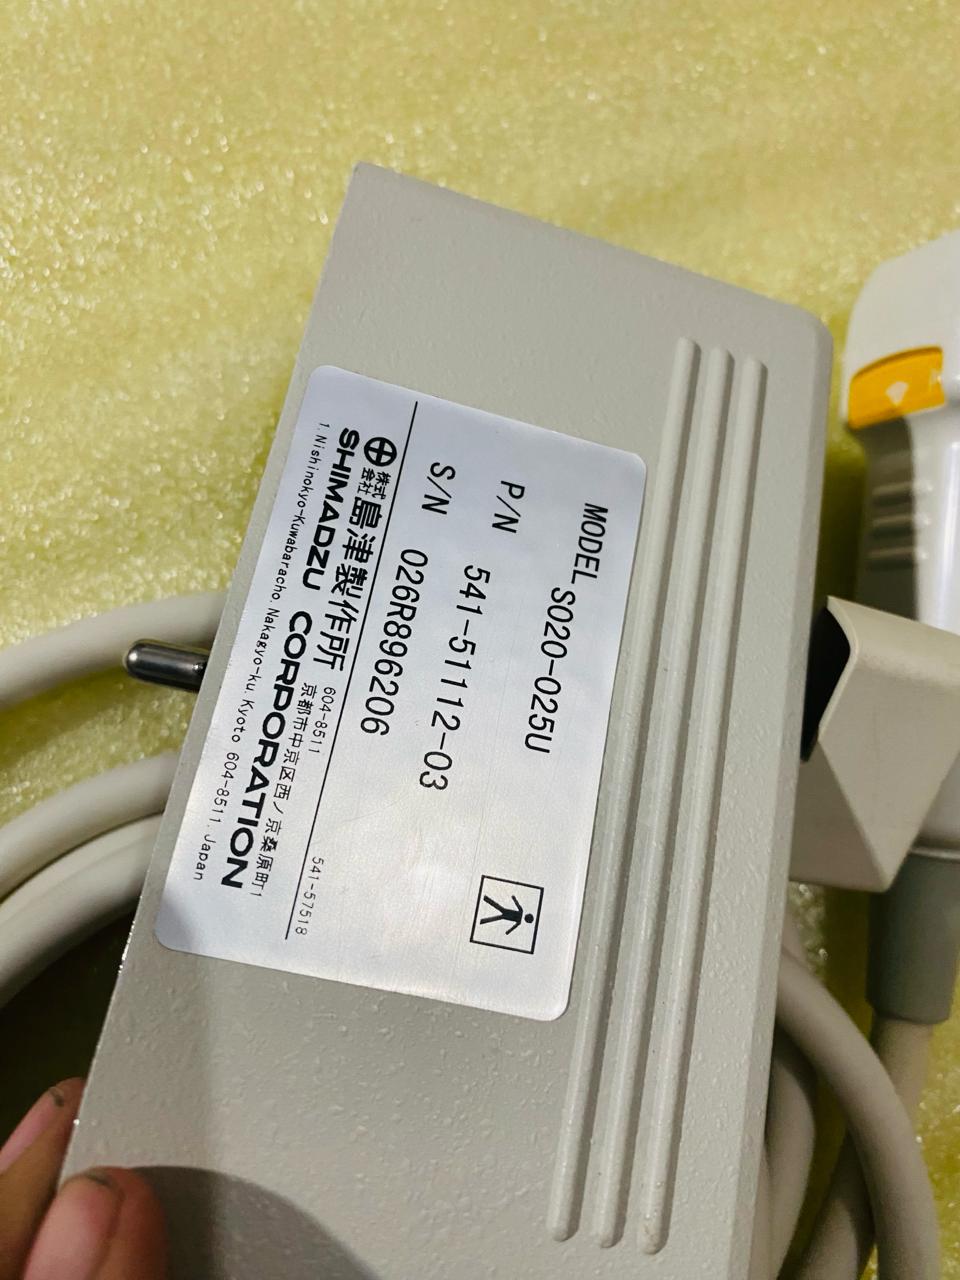 MODEL SO20-025U
P/N 541-51112-03
S/N 026R896206
株式会社 島津製作所 604-8511 京都市中京区西ノ京桑原町1
SHIMADZU CORPORATION
1, Nishinokyo-Kuwabaracho, Nakagyo-ku, Kyoto 604-8511, Japan
541-57518